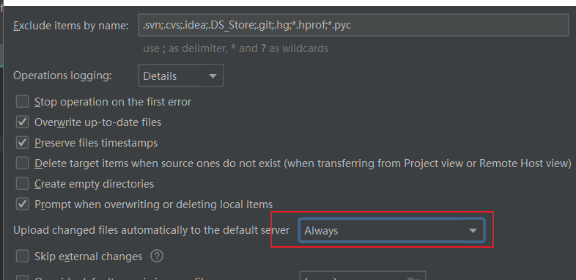 Exclude items by name: .svn;.cvs;.idea;.DS_Store;.git;.hg;*.hprof;*.pyc
use ; as delimiter, * and ? as wildcards
Operations logging: Details
Stop operation on the first error
Overwrite up-to-date files
Preserve files timestamps
Delete target items when source ones do not exist (when transferring from Project view or Remote Host view)
Create empty directories
Prompt when overwriting or deleting local items
Upload changed files automatically to the default server Always
Skip external changes ?